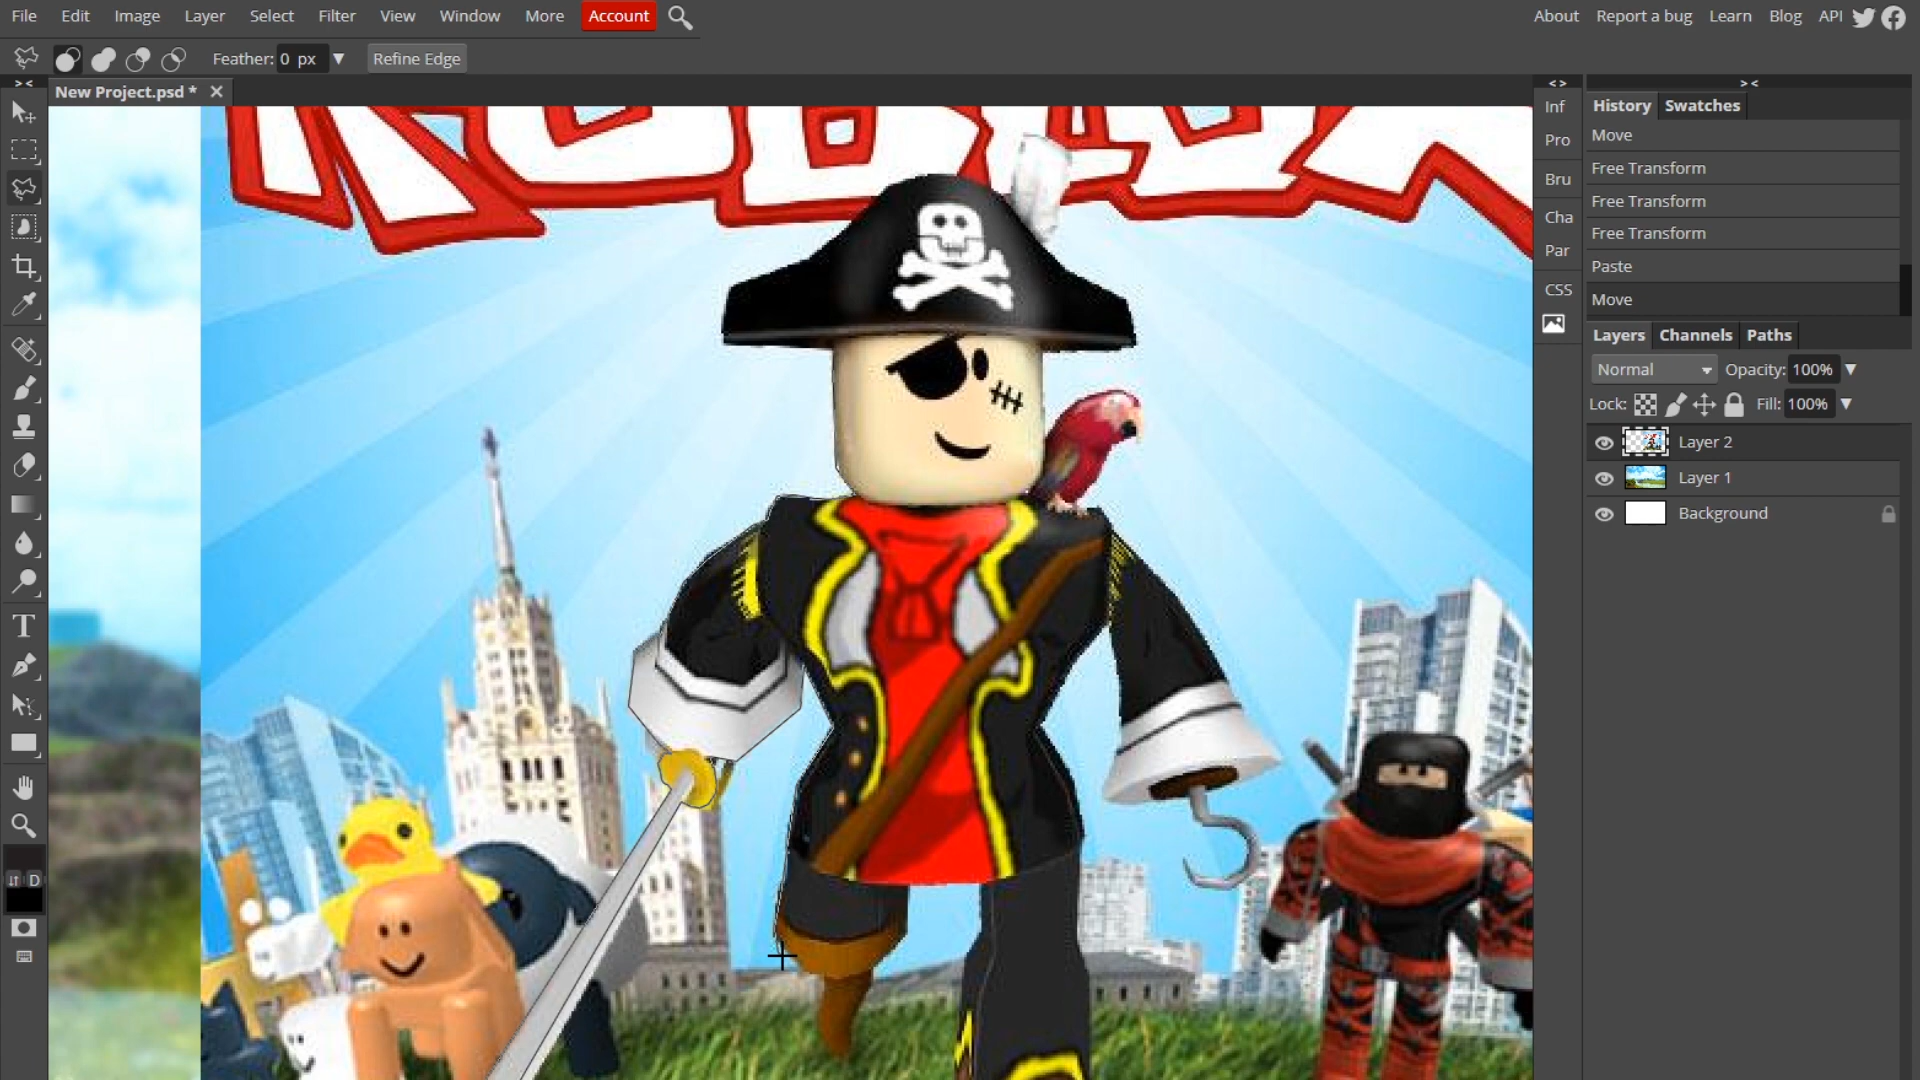 File Edit Image Layer Select Filter View Window More Account
About Report a bug Learn Blog API
Feather: 0 px Refine Edge
New Project.psd * 
ROBLOX
Inf
Pro
Bru
Cha
Par
CSS
> <
< >
> <
History Swatches
Move
Free Transform
Free Transform
Free Transform
Paste
Move
Layers Channels Paths
Normal Opacity: 100%
Lock: Fill: 100%
Layer 2
Layer 1
Background
T
D